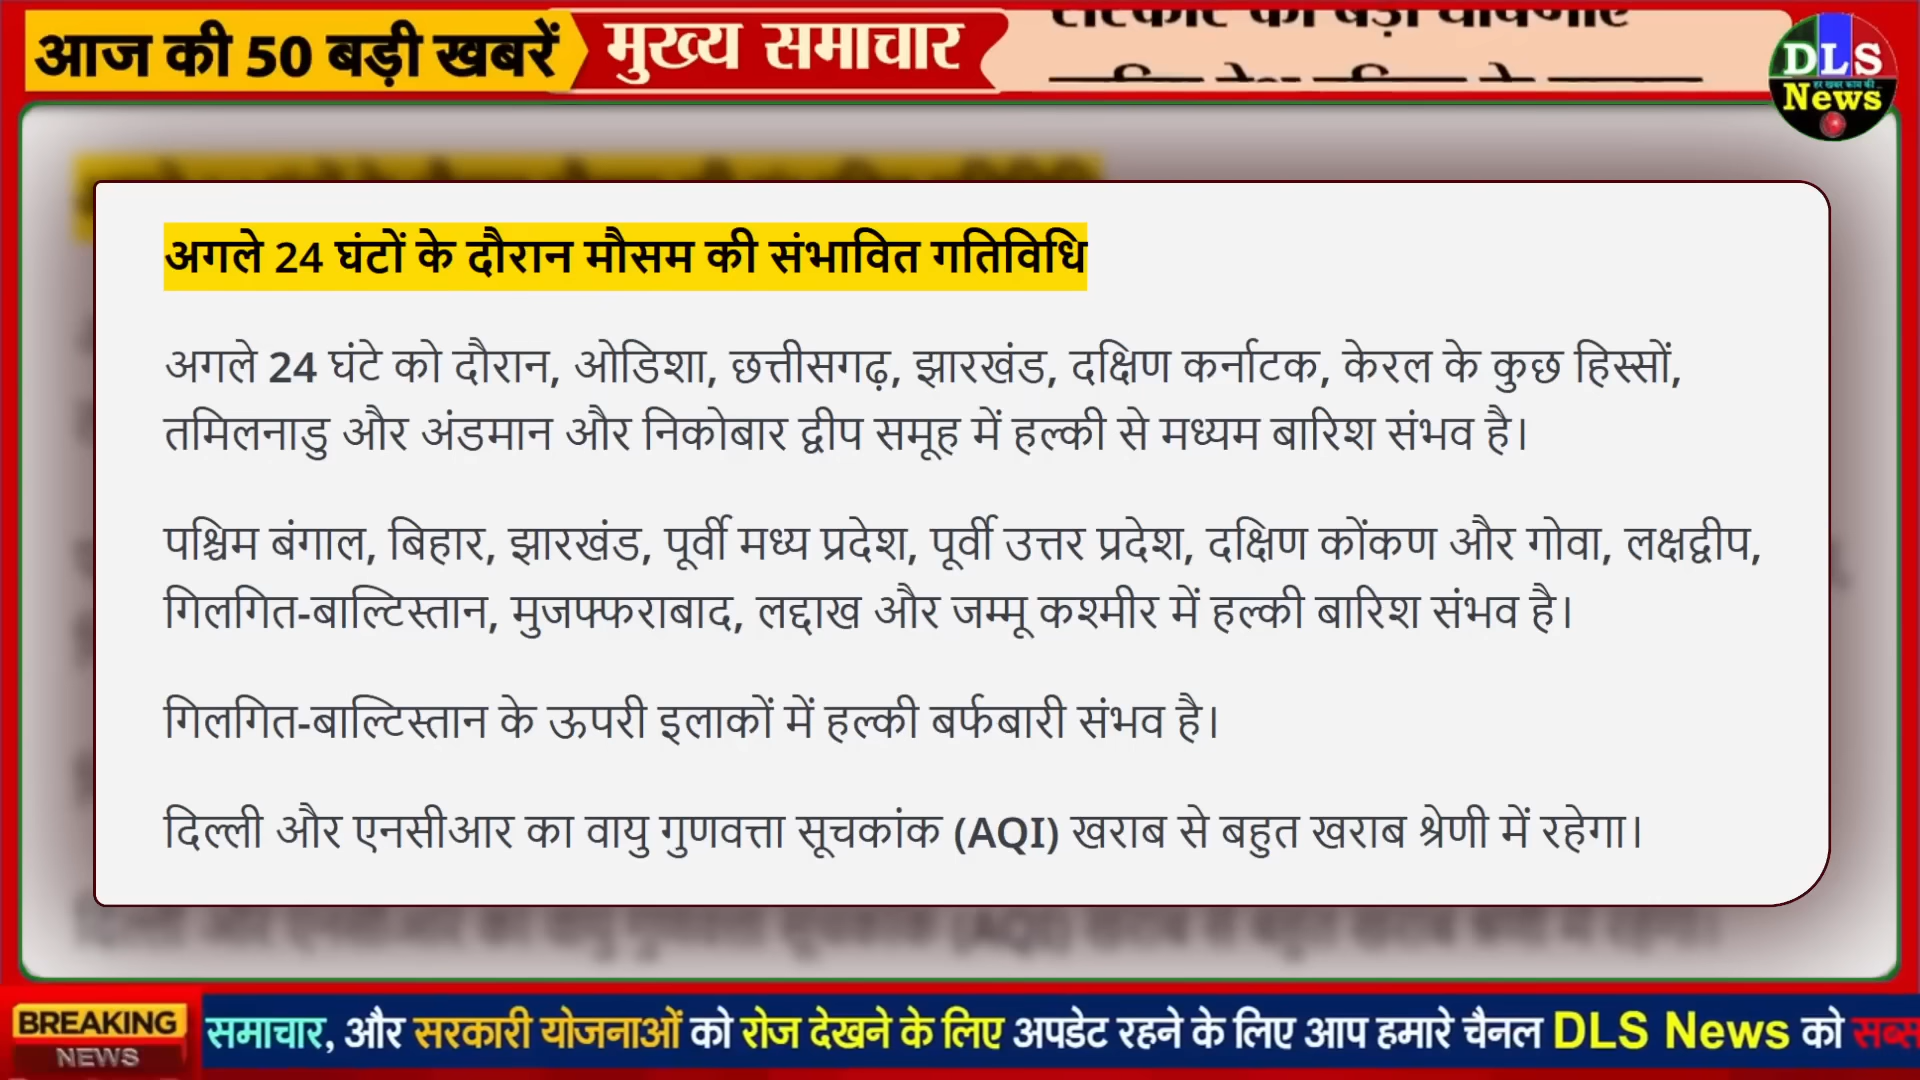 आज की 50 बड़ी खबरें
मुख्य समाचार
DLS
हर खबर काम की
News
अगले 24 घंटों के दौरान मौसम की संभावित गतिविधि
अगले 24 घंटे को दौरान, ओडिशा, छत्तीसगढ़, झारखंड, दक्षिण कर्नाटक, केरल के कुछ हिस्सों,
तमिलनाडु और अंडमान और निकोबार द्वीप समूह में हल्की से मध्यम बारिश संभव है।
पश्चिम बंगाल, बिहार, झारखंड, पूर्वी मध्य प्रदेश, पूर्वी उत्तर प्रदेश, दक्षिण कोंकण और गोवा, लक्षद्वीप,
गिलगित-बाल्टिस्तान, मुजफ्फराबाद, लद्दाख और जम्मू कश्मीर में हल्की बारिश संभव है।
गिलगित-बाल्टिस्तान के ऊपरी इलाकों में हल्की बर्फबारी संभव है।
दिल्ली और एनसीआर का वायु गुणवत्ता सूचकांक (AQI) खराब से बहुत खराब श्रेणी में रहेगा।
BREAKING
NEWS
समाचार, और सरकारी योजनाओं को रोज देखने के लिए अपडेट रहने के लिए आप हमारे चैनल DLS News को